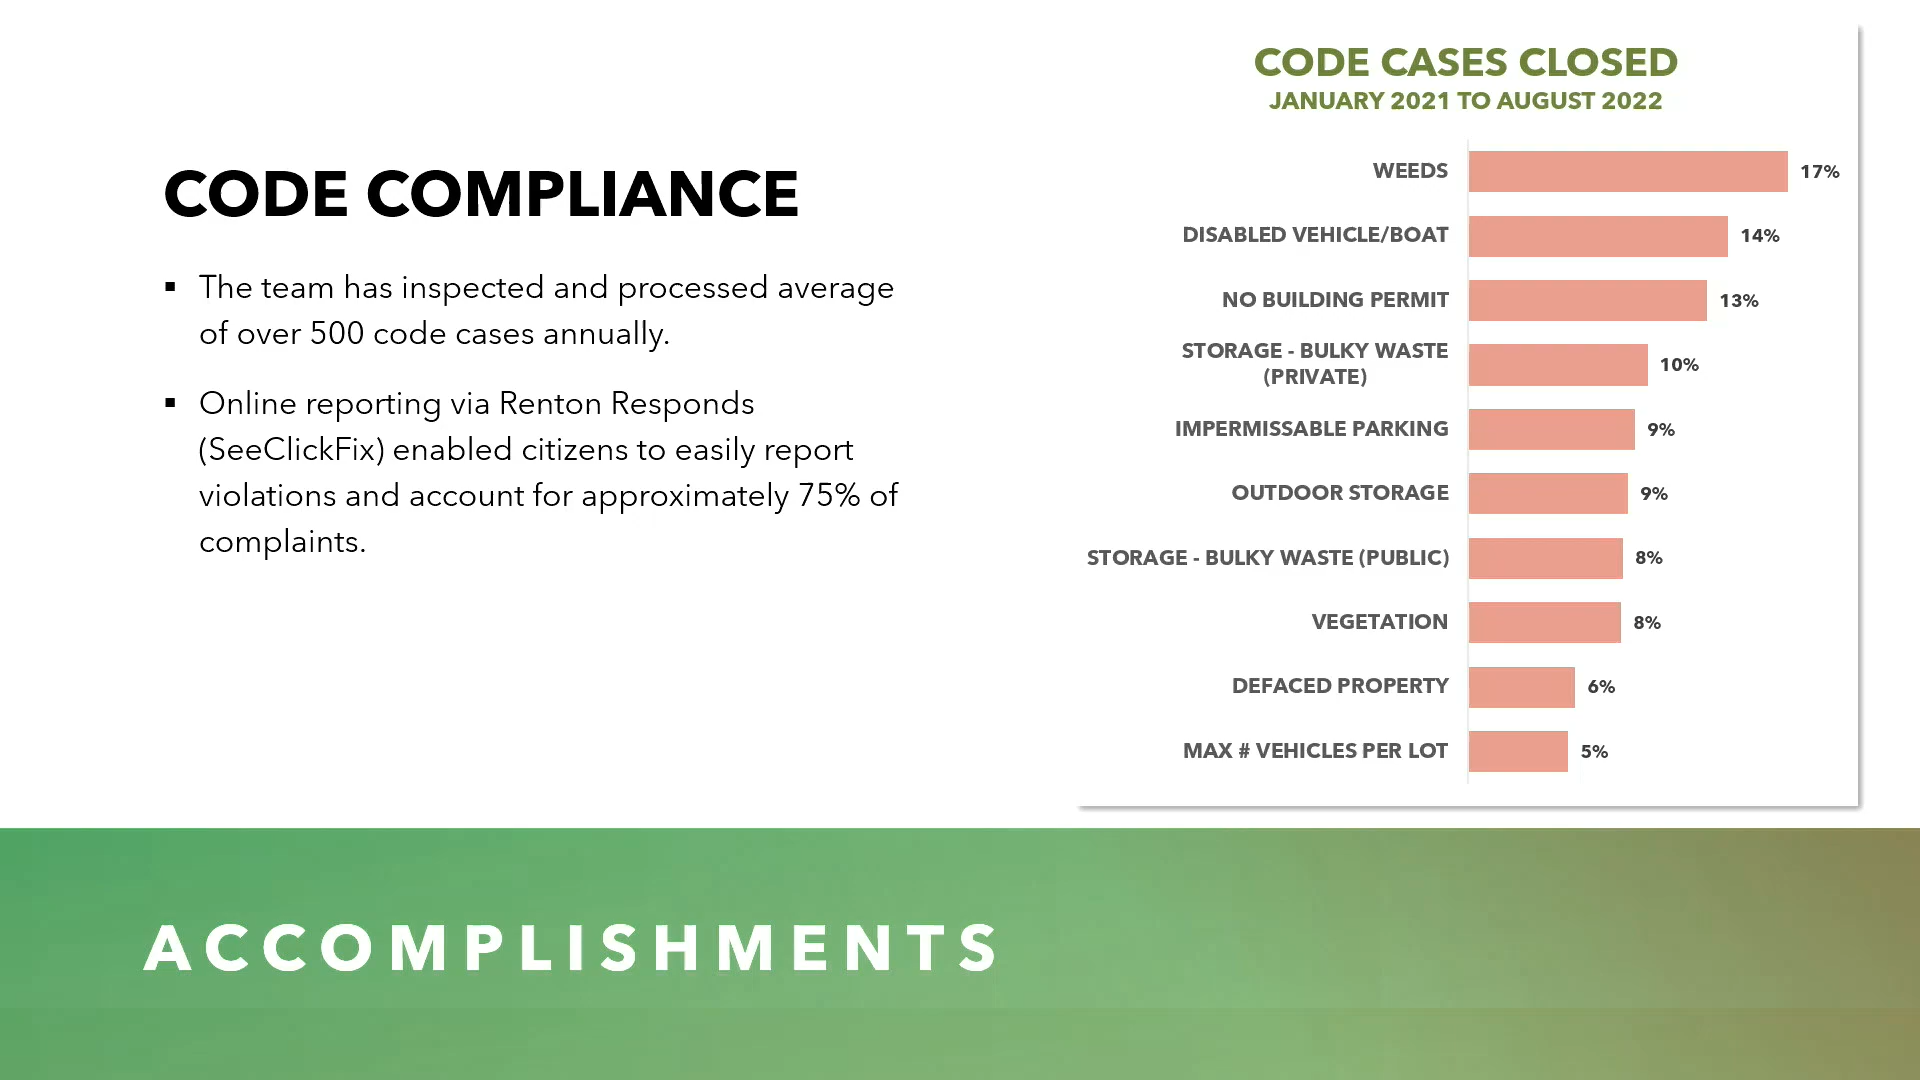 CODE COMPLIANCE
▪ The team has inspected and processed average
of over 500 code cases annually.
▪ Online reporting via Renton Responds
(SeeClickFix) enabled citizens to easily report
violations and account for approximately 75% of
complaints.
CODE CASES CLOSED
JANUARY 2021 TO AUGUST 2022
WEEDS 17%
DISABLED VEHICLE/BOAT 14%
NO BUILDING PERMIT 13%
STORAGE - BULKY WASTE
(PRIVATE) 10%
IMPERMISSABLE PARKING 9%
OUTDOOR STORAGE 9%
STORAGE - BULKY WASTE (PUBLIC) 8%
VEGETATION 8%
DEFACED PROPERTY 6%
MAX # VEHICLES PER LOT 5%
ACCOMPLISHMENTS